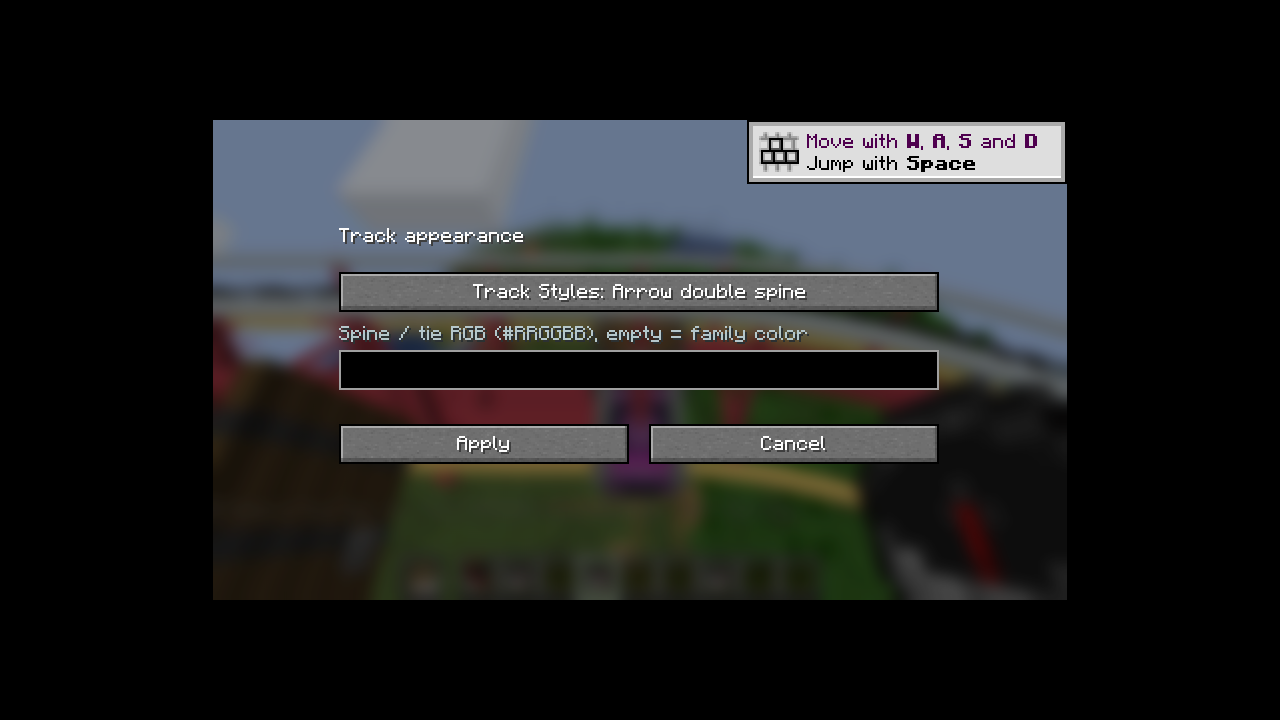 Move with W, A, S and D
Jump with Space
Track appearance
Track Styles: Arrow double spine
Spine / tie RGB (#RRGGBB), empty = family color
Apply
Cancel